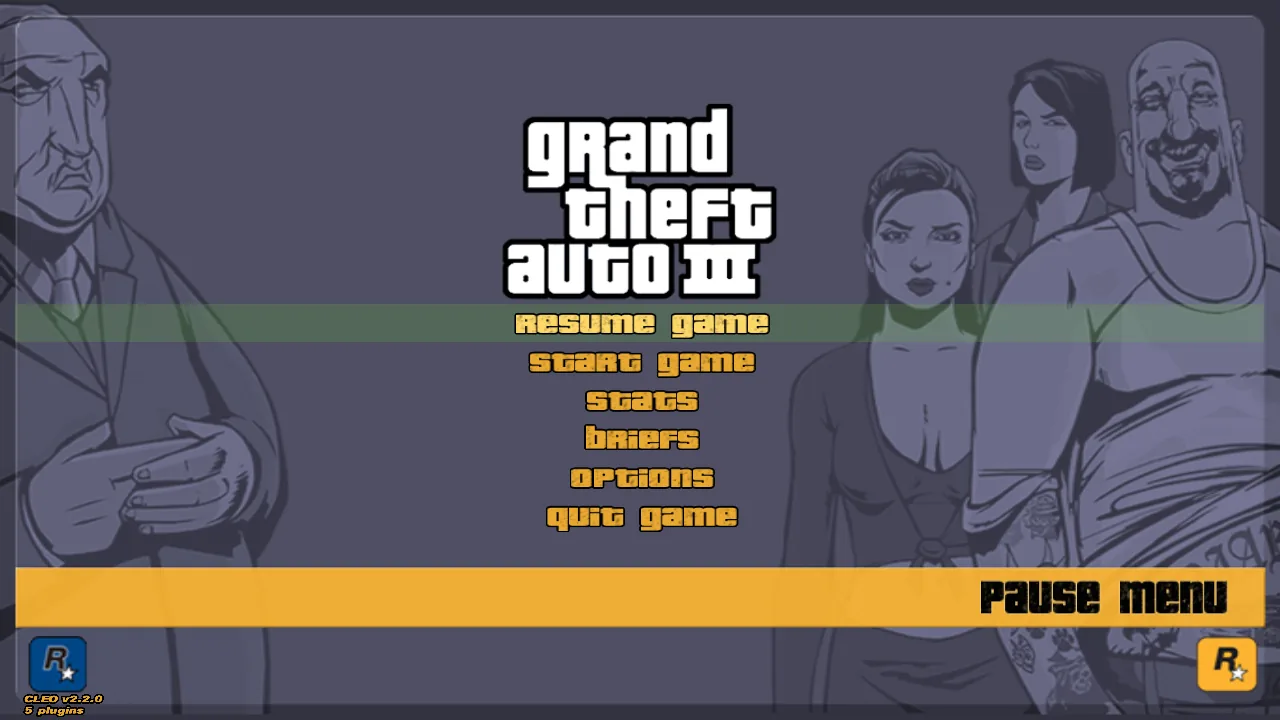 grand
theft
auto III
Resume game
Start game
Stats
Briefs
Options
Quit game
Pause menu
R
R
CLEO v2.2.0
5 plugins